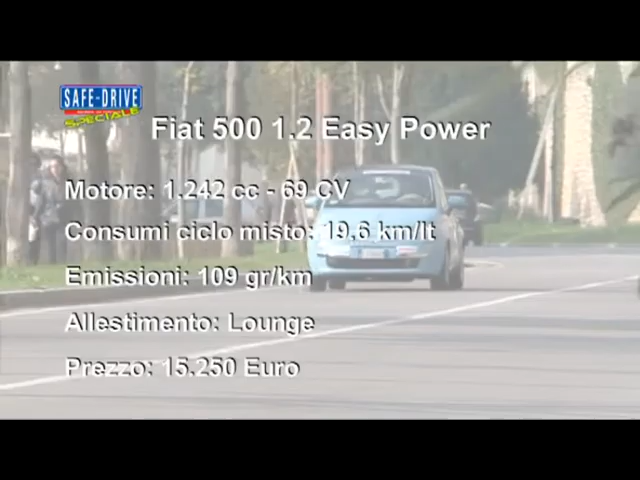 SAFE-DRIVE
SPECIALE
Fiat 500 1.2 Easy Power
Motore: 1.242 cc - 69 CV
Consumi ciclo misto: 19,6 km/lt
Emissioni: 109 gr/km
Allestimento: Lounge
Prezzo: 15.250 Euro